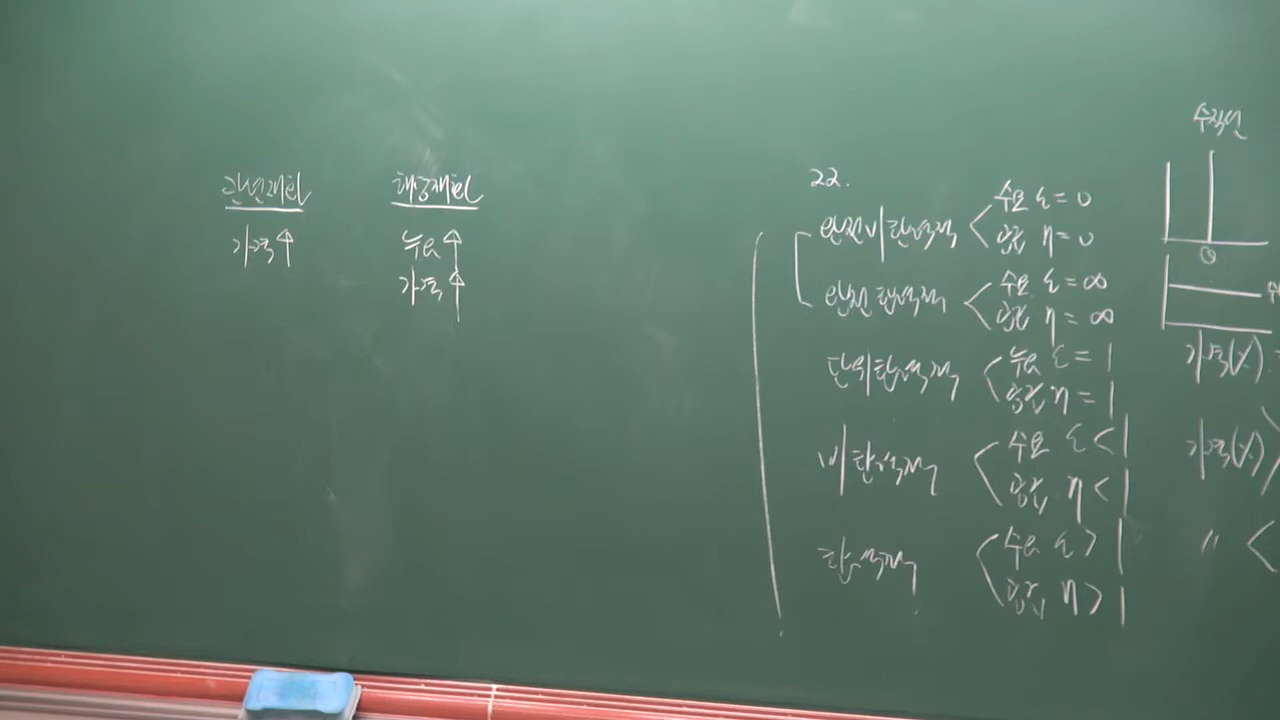 관련재화
가격↑
해당재화
수요↑
가격↑
22.
완전비탄력적
수요 ε = 0
공급 η = 0
완전탄력적
수요 ε = ∞
공급 η = ∞
단위탄력적
수요 ε = 1
공급 η = 1
비탄력적
수요 ε < 1
공급 η < 1
탄력적
수요 ε > 1
공급 η > 1
수직선
Q
가격(%)
가격(%)
〃 <